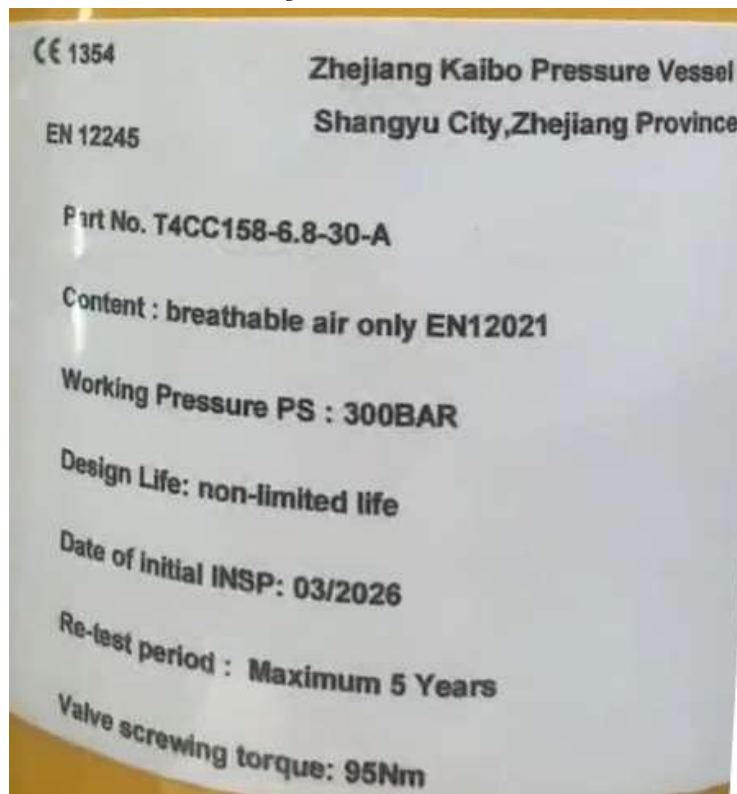 CE 1354
Zhejiang Kaibo Pressure Vessel
EN 12245
Shangyu City,Zhejiang Province
Part No. T4CC158-6.8-30-A
Content : breathable air only EN12021
Working Pressure PS : 300BAR
Design Life: non-limited life
Date of initial INSP: 03/2026
Re-test period : Maximum 5 Years
Valve screwing torque: 95Nm